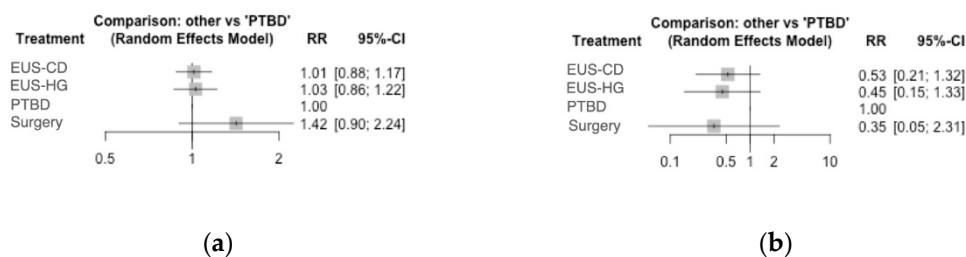 Comparison: other vs 'PTBD'
Treatment (Random Effects Model) RR 95%-CI
EUS-CD 1.01 [0.88; 1.17]
EUS-HG 1.03 [0.86; 1.22]
PTBD 1.00
Surgery 1.42 [0.90; 2.24]
0.5 1 2
(a)
Comparison: other vs 'PTBD'
Treatment (Random Effects Model) RR 95%-CI
EUS-CD 0.53 [0.21; 1.32]
EUS-HG 0.45 [0.15; 1.33]
PTBD 1.00
Surgery 0.35 [0.05; 2.31]
0.1 0.5 1 2 10
(b)